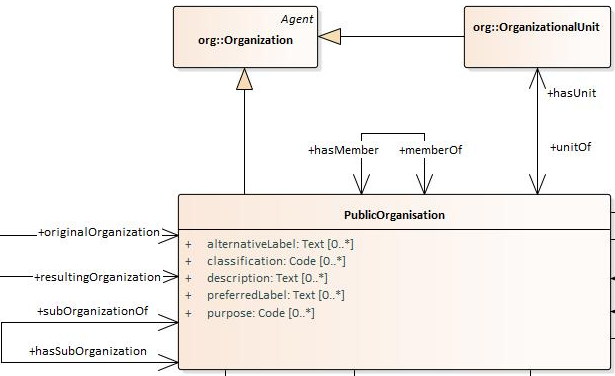 Agent
org::Organization
org::OrganizationalUnit
+hasUnit
+hasMember
+memberOf
+unitOf
PublicOrganisation
+originalOrganization
+ alternativeLabel: Text [0..*]
+ classification: Code [0..*]
+resultingOrganization
+ description: Text [0..*]
+ preferredLabel: Text [0..*]
+subOrganizationOf
+ purpose: Code [0..*]
+hasSubOrganization